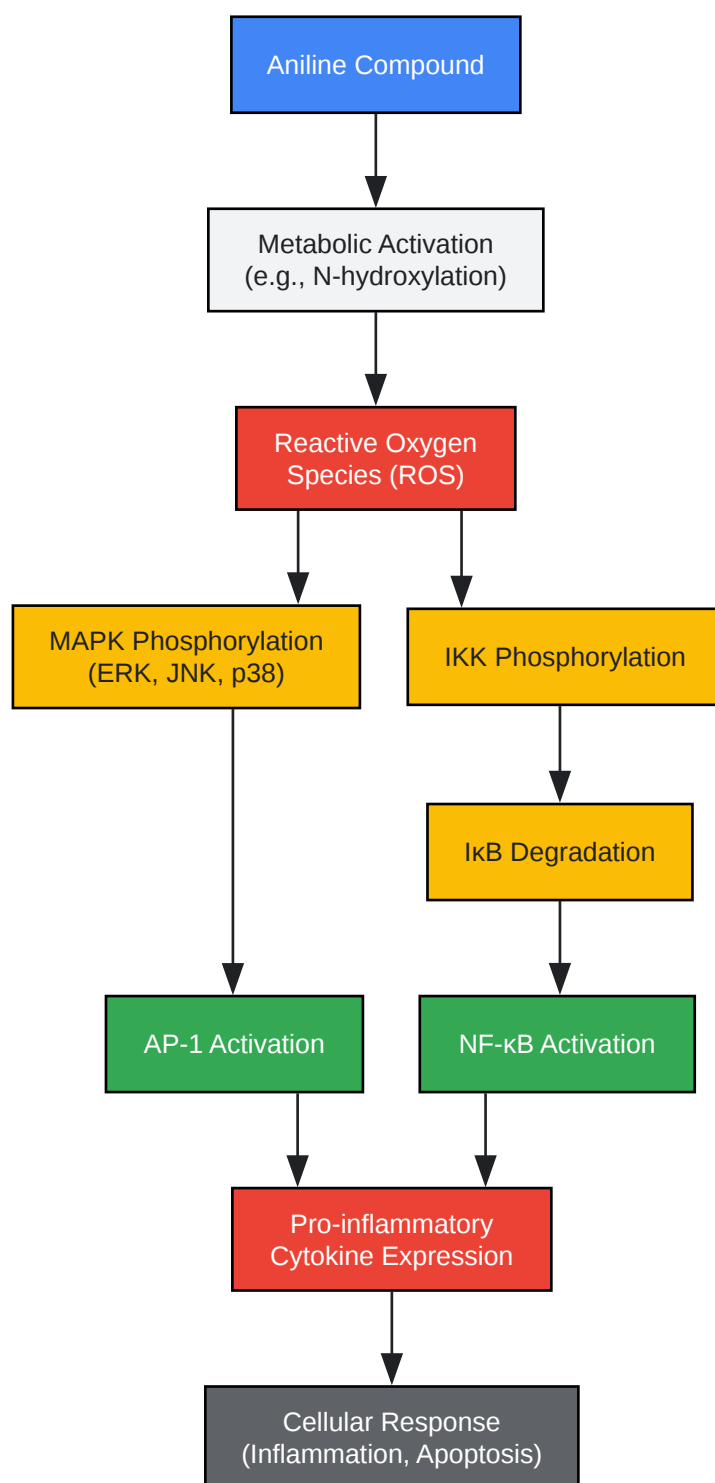 Aniline Compound
Metabolic Activation
(e.g., N-hydroxylation)
Reactive Oxygen
Species (ROS)
MAPK Phosphorylation
(ERK, JNK, p38)
IKK Phosphorylation
IκB Degradation
AP-1 Activation
NF-κB Activation
Pro-inflammatory
Cytokine Expression
Cellular Response
(Inflammation, Apoptosis)